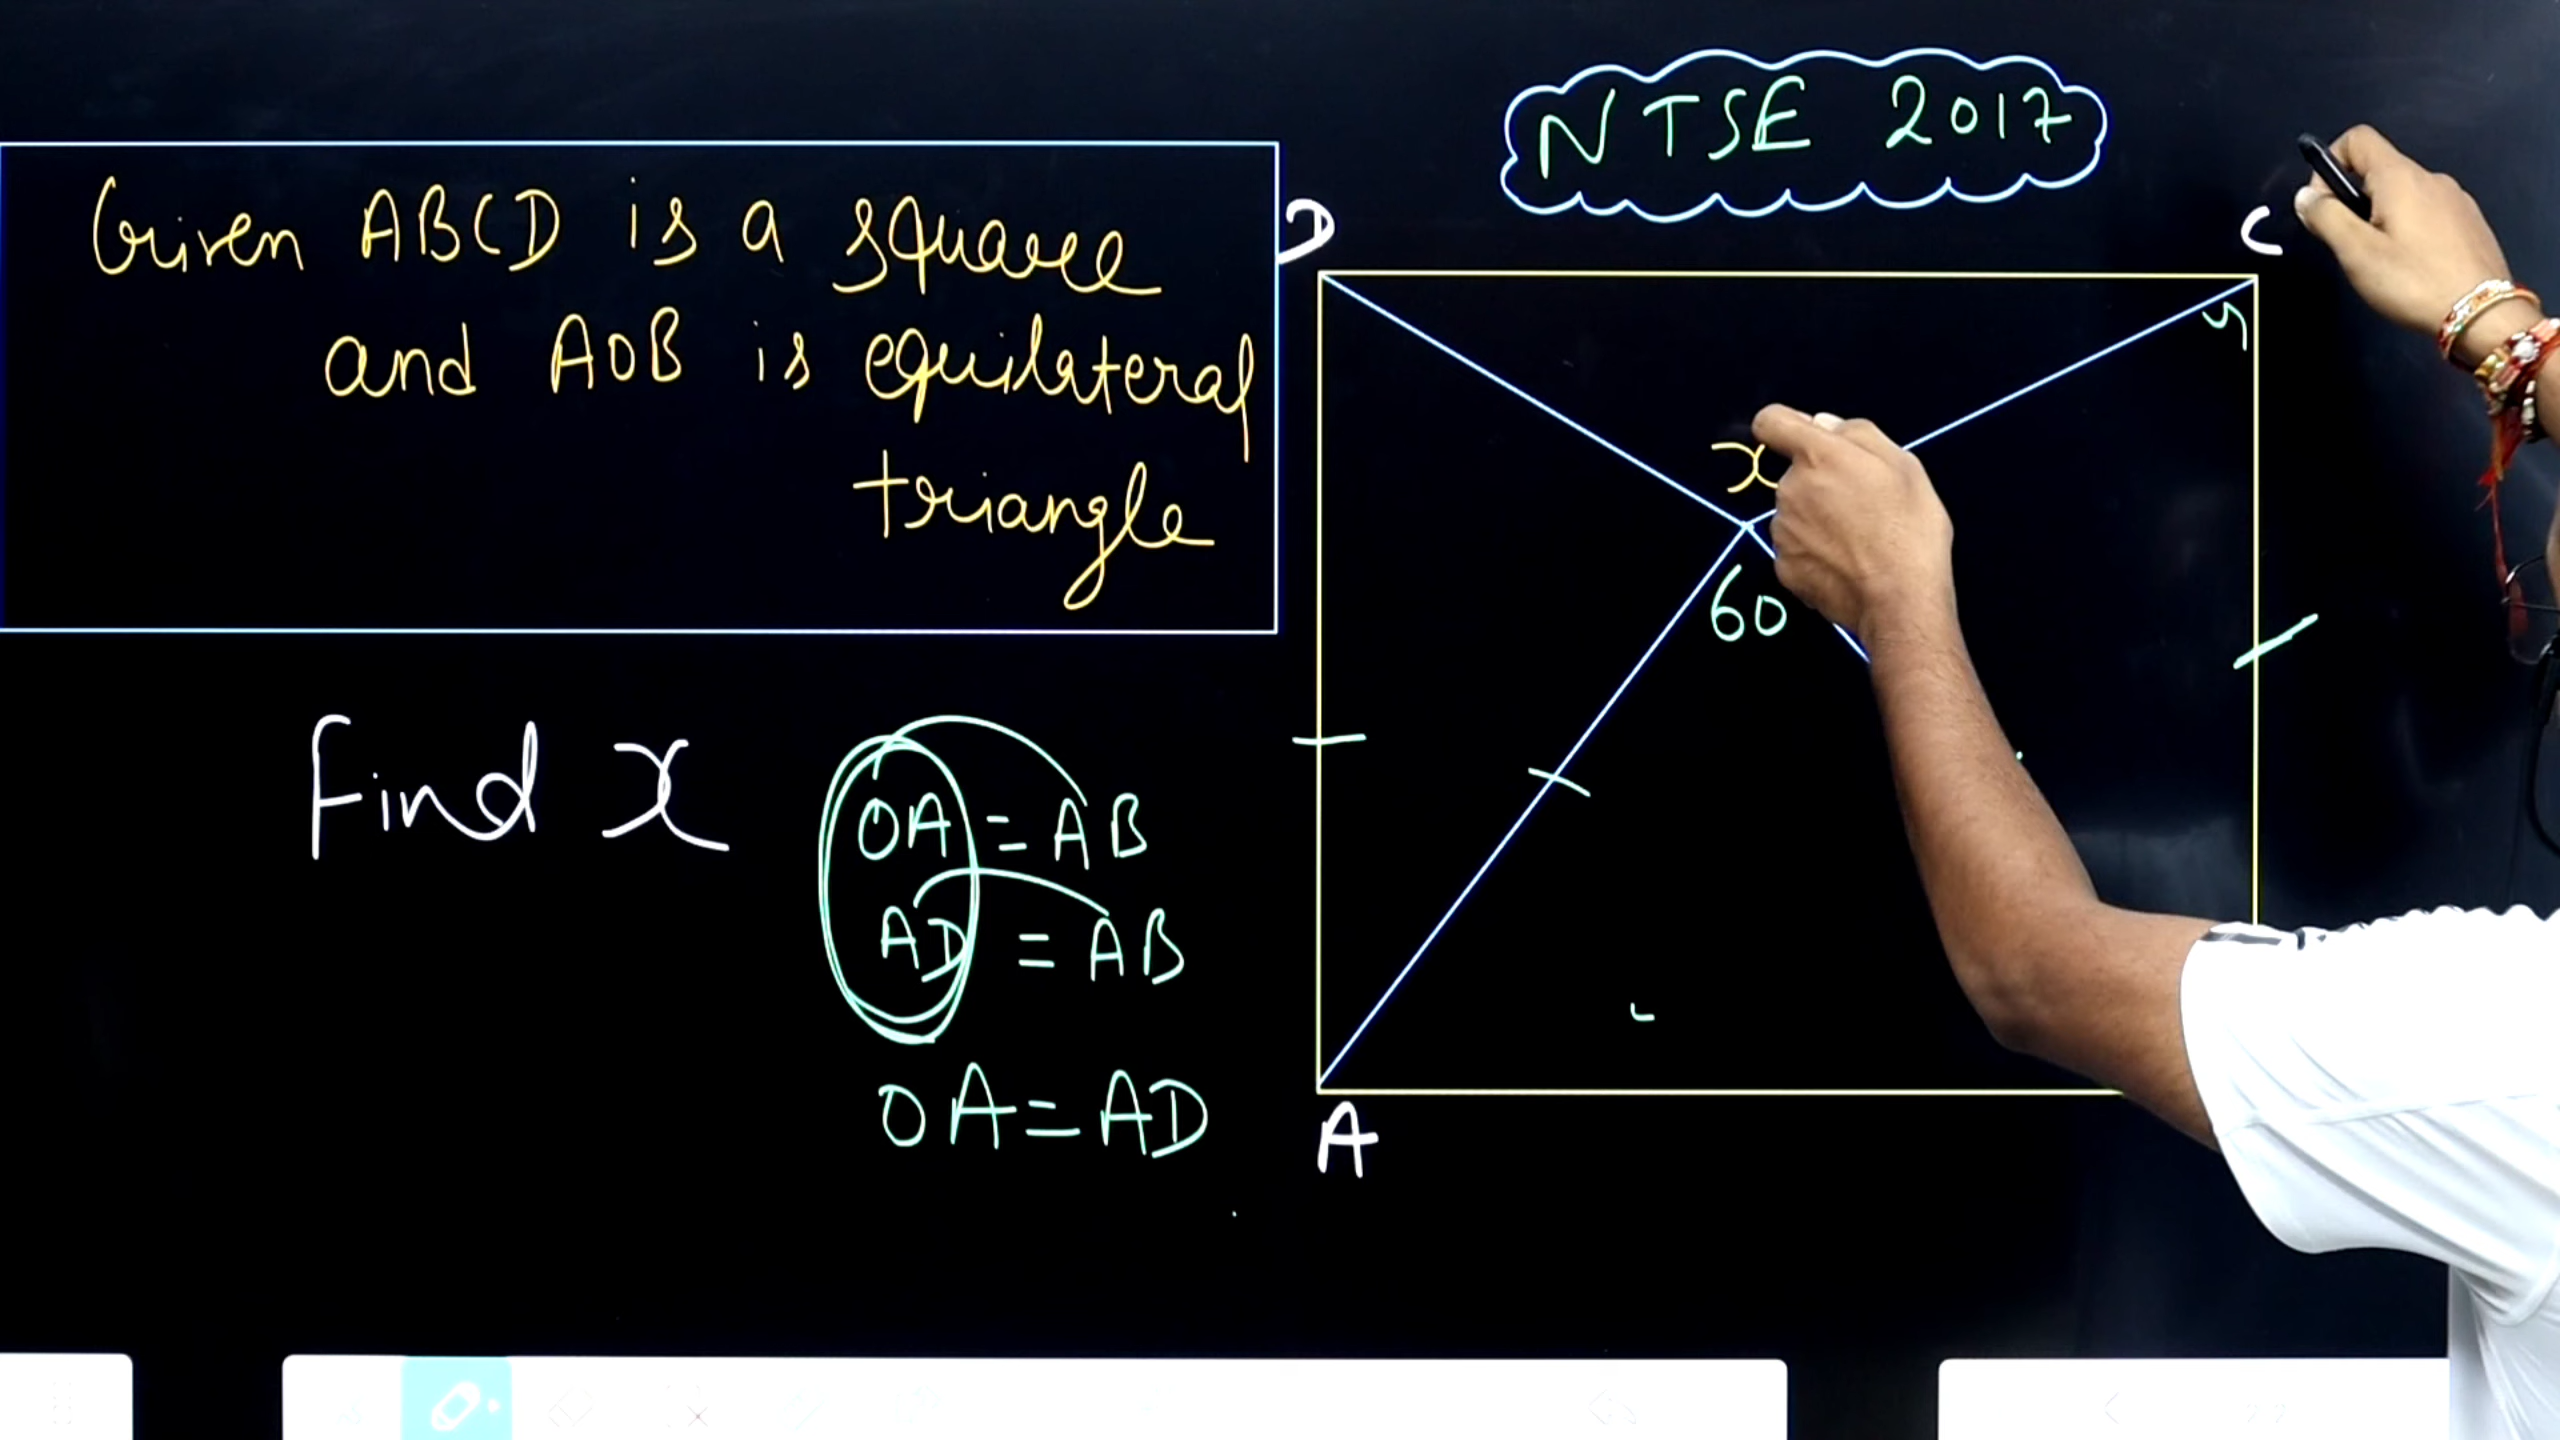 NTSE 2017
Given ABCD is a square
and AOB is equilateral
triangle
Find x
OA = AB
AD = AB
OA = AD
D
C
y
x
60
A